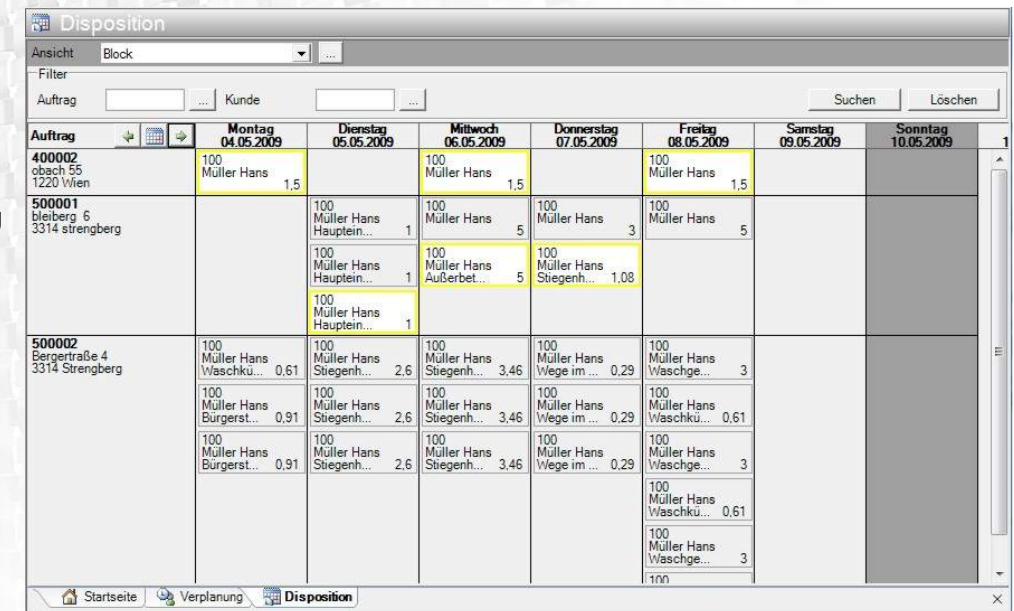 Disposition
Ansicht Block ...
Filter
Auftrag ... Kunde ... Suchen Löschen
Auftrag Montag 04.05.2009 Dienstag 05.05.2009 Mittwoch 06.05.2009 Donnerstag 07.05.2009 Freitag 08.05.2009 Samstag 09.05.2009 Sonntag 10.05.2009 1
400002
obach 55
1220 Wien
100
Müller Hans
1,5
100
Müller Hans
1,5
100
Müller Hans
1,5
500001
bleiberg 6
3314 strengberg
100
Müller Hans
Hauptein... 1
100
Müller Hans
5
100
Müller Hans
3
100
Müller Hans
5
100
Müller Hans
Hauptein... 1
100
Müller Hans
Außerbet... 5
100
Müller Hans
Stiegenh... 1,08
100
Müller Hans
Hauptein... 1
500002
Bergertraße 4
3314 Strengberg
100
Müller Hans
Waschkü... 0,61
100
Müller Hans
Stiegenh... 2,6
100
Müller Hans
Stiegenh... 3,46
100
Müller Hans
Wege im ... 0,29
100
Müller Hans
Waschge... 3
100
Müller Hans
Bürgerst... 0,91
100
Müller Hans
Stiegenh... 2,6
100
Müller Hans
Stiegenh... 3,46
100
Müller Hans
Wege im ... 0,29
100
Müller Hans
Waschkü... 0,61
100
Müller Hans
Bürgerst... 0,91
100
Müller Hans
Stiegenh... 2,6
100
Müller Hans
Stiegenh... 3,46
100
Müller Hans
Wege im ... 0,29
100
Müller Hans
Waschge... 3
100
Müller Hans
Waschkü... 0,61
100
Müller Hans
Waschge... 3
100
Startseite Verplanung Disposition